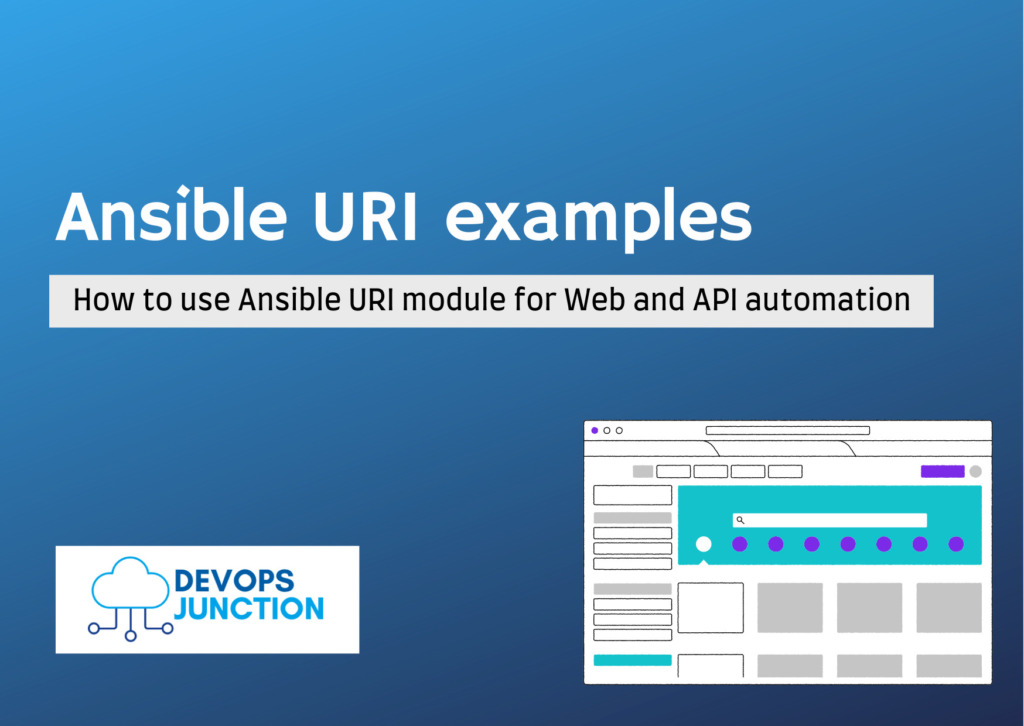 Ansible URI examples
How to use Ansible URI module for Web and API automation
DEVOPS
JUNCTION